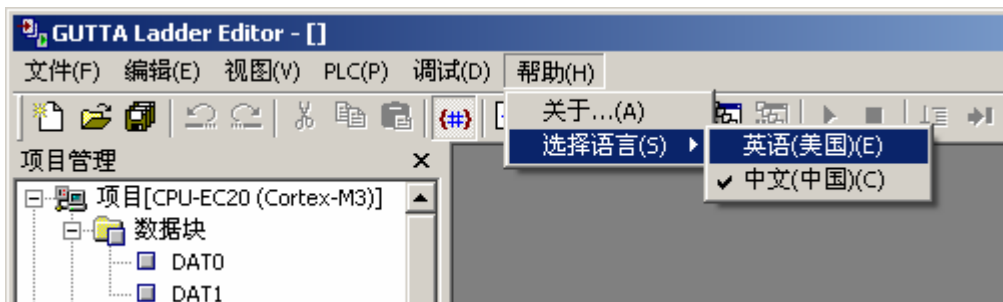 GUTTA Ladder Editor - []
文件(F) 编辑(E) 视图(V) PLC(P) 调试(D) 帮助(H)
关于...(A)
选择语言(S)
英语(美国)(E)
中文(中国)(C)
{#}
项目管理
项目[CPU-EC20 (Cortex-M3)]
数据块
DAT0
DAT1